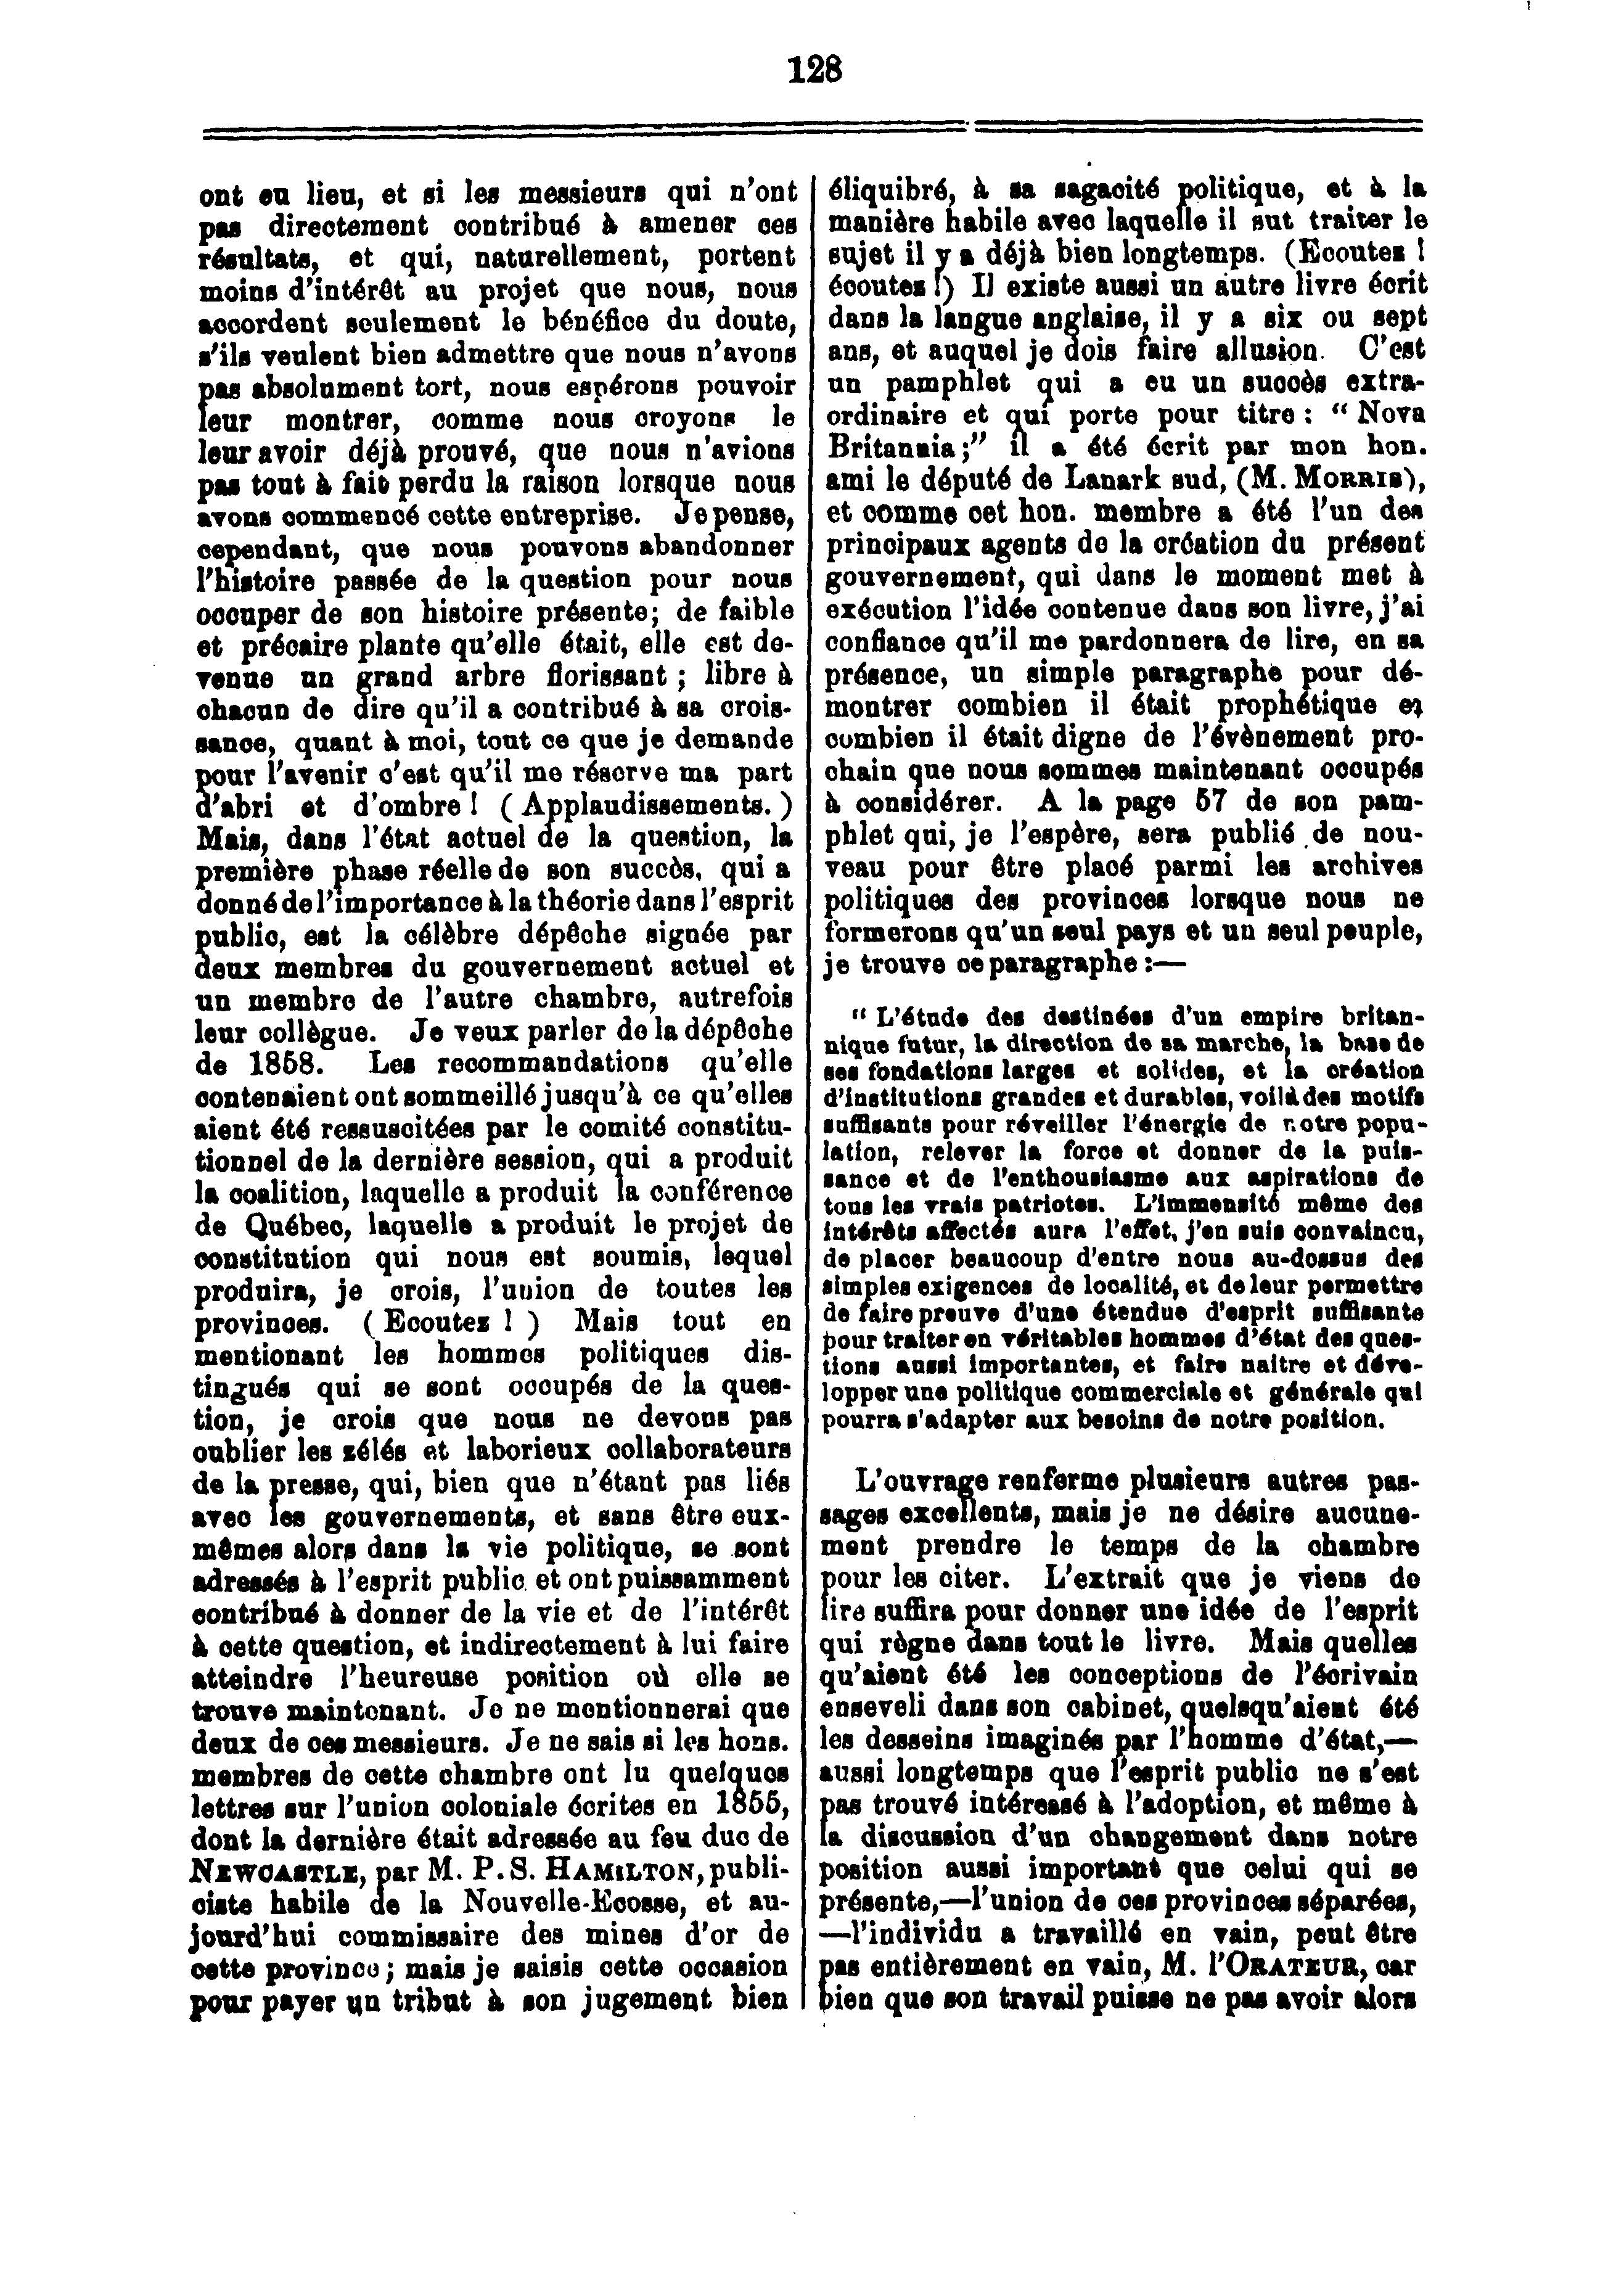 128
ont eu lieu, et si les messieurs qui n'ont
pas directement contribué à amener ces
résultats, et qui, naturellement, portent
moins d'intérêt au projet que nous, nous
accordent seulement le bénéfice du doute,
s'ils veulent bien admettre que nous n'avons
pas absolument tort, nous espérons pouvoir
leur montrer, comme nous croyons le
leur avoir déjà prouvé, que nous n'avions
pas tout à fait perdu la raison lorsque nous
avons commencé cette entreprise. Je pense,
cependant, que nous pouvons abandonner
l'histoire passée de la question pour nous
occuper de son histoire présente; de faible
et précaire plante qu'elle était, elle est de-
venue un grand arbre florissant ; libre à
chacun de dire qu'il a contribué à sa crois-
sance, quant à moi, tout ce que je demande
pour l'avenir c'est qu'il me réserve ma part
d'abri et d'ombre ! (Applaudissements.)
Mais, dans l'état actuel de la question, la
première phase réelle de son succès, qui a
donné de l'importance à la théorie dans l'esprit
public, est la célèbre dépêche signée par
deux membres du gouvernement actuel et
un membre de l'autre chambre, autrefois
leur collègue. Je veux parler de la dépêche
de 1858. Les recommandations qu'elle
contenaient ont sommeillé jusqu'à ce qu'elles
aient été ressuscitées par le comité constitu-
tionnel de la dernière session, qui a produit
la coalition, laquelle a produit la conférence
de Québec, laquelle a produit le projet de
constitution qui nous est soumis, lequel
produira, je crois, l'union de toutes les
provinces. (Ecoutez ! ) Mais tout en
mentionant les hommes politiques dis-
tingués qui se sont occupés de la ques-
tion, je crois que nous ne devons pas
oublier les zélés et laborieux collaborateurs
de la presse, qui, bien que n'étant pas liés
avec les gouvernements, et sans être eux-
mêmes alors dans la vie politique, se sont
adressés à l'esprit public et ont puissamment
contribué à donner de la vie et de l'intérêt
à cette question, et indirectement à lui faire
atteindre l'heureuse position où elle se
trouve maintenant. Je ne mentionnerai que
deux de ces messieurs. Je ne sais si les hons.
membres de cette chambre ont lu quelques
lettres sur l'union coloniale écrites en 1855,
dont la dernière était adressée au feu duc de
NEWCASTLE, par M. P. S. HAMILTON, publi-
ciste habile de la Nouvelle-Ecosse, et au-
jourd'hui commissaire des mines d'or de
cette province ; mais je saisis cette occasion
pour payer un tribut à son jugement bien
éliquibré, à sa sagacité politique, et à la
manière habile avec laquelle il sut traiter le
sujet il y a déjà bien longtemps. (Ecoutez !
écoutez !) Il existe aussi un autre livre écrit
dans la langue anglaise, il y a six ou sept
ans, et auquel je dois faire allusion. C'est
un pamphlet qui a eu un succès extra-
ordinaire et qui porte pour titre : “ Nova
Britannia ;” il a été écrit par mon hon.
ami le député de Lanark sud, (M. MORRIS),
et comme cet hon. membre a été l'un des
principaux agents de la création du présent
gouvernement, qui dans le moment met à
exécution l'idée contenue dans son livre, j'ai
confiance qu'il me pardonnera de lire, en sa
présence, un simple paragraphe pour dé-
montrer combien il était prophétique et
combien il était digne de l'évènement pro-
chain que nous sommes maintenant occupés
à considérer. A la page 57 de son pam-
phlet qui, je l'espère, sera publié de nou-
veau pour être placé parmi les archives
politiques des provinces lorsque nous ne
formerons qu'un seul pays et un seul peuple,
je trouve ce paragraphe :—
“ L'étude des destinées d'un empire britan-
nique futur, la direction de sa marche, la base de
ses fondations larges et solides, et la création
d'institutions grandes et durables, voilà des motifs
suffisants pour réveiller l'énergie de notre popu-
lation, relever la force et donner de la puis-
sance et de l'enthousiasme aux aspirations de
tous les vrais patriotes. L'immensité même des
intérêts affectés aura l'effet, j'en suis convaincu,
de placer beaucoup d'entre nous au-dossus des
simples exigences de localité, et de leur permettre
de faire preuve d'une étendue d'esprit suffisante
pour traiter en véritables hommes d'état des ques-
tions aussi importantes, et faire naitre et déve-
lopper une politique commerciale et générale qui
pourra s'adapter aux besoins de notre position.
L'ouvrage renferme plusieurs autres pas-
sages excellents, mais je ne désire aucune-
ment prendre le temps de la chambre
pour les citer. L'extrait que je viens de
lire suffira pour donner une idée de l'esprit
qui règne dans tout le livre. Mais quelles
qu'aient été les conceptions de l'écrivain
enseveli dans son cabinet, quelsqu'aient été
les desseins imaginés par l'homme d'état,—
aussi longtemps que l'esprit public ne s'est
pas trouvé intéressé à l'adoption, et même à
la discussion d'un changement dans notre
position aussi important que celui qui se
présente,—l'union de ces provinces séparées,
—l'individu a travaillé en vain, peut être
pas entièrement en vain, M. l'ORATEUR, car
bien que son travail puisse ne pas avoir alors